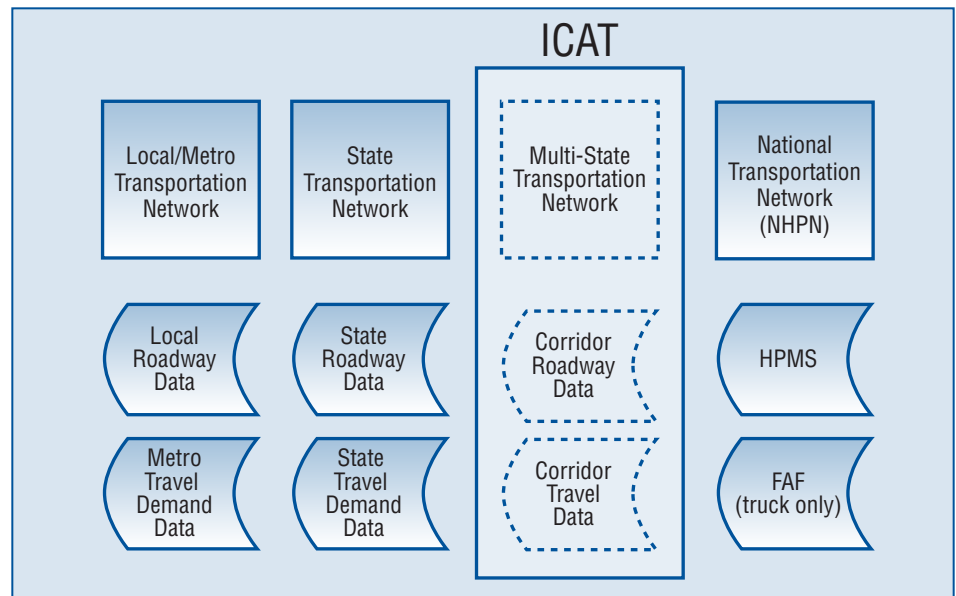 ICAT
Local/Metro
Transportation
Network
State
Transportation
Network
Multi-State
Transportation
Network
National
Transportation
Network
(NHPN)
Local
Roadway
Data
State
Roadway
Data
Corridor
Roadway
Data
HPMS
Metro
Travel
Demand
Data
State
Travel
Demand
Data
Corridor
Travel
Data
FAF
(truck only)